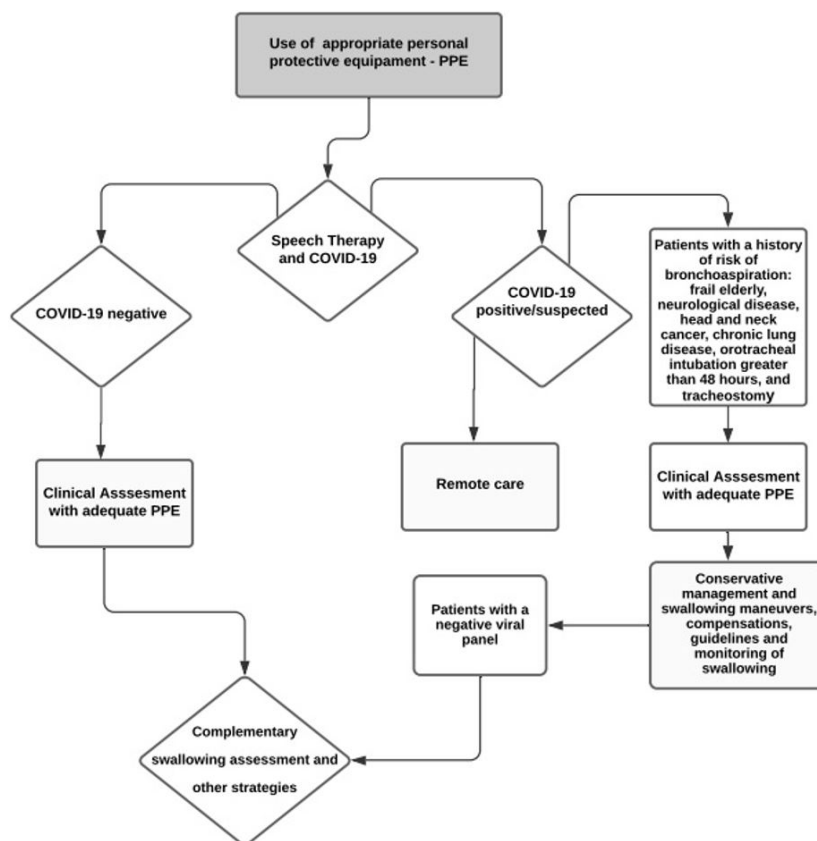 Use of appropriate personal
protective equipament - PPE
Speech Therapy
and COVID-19
COVID-19 negative
COVID-19
positive/suspected
Patients with a history
of risk of
bronchoaspiration:
frail elderly,
neurological disease,
head and neck
cancer, chronic lung
disease, orotracheal
intubation greater
than 48 hours, and
tracheostomy
Clinical Asssesment
with adequate PPE
Remote care
Clinical Asssesment
with adequate PPE
Conservative
management and
swallowing maneuvers,
compensations,
guidelines and
monitoring of
swallowing
Patients with a
negative viral
panel
Complementary
swallowing assessment and
other strategies